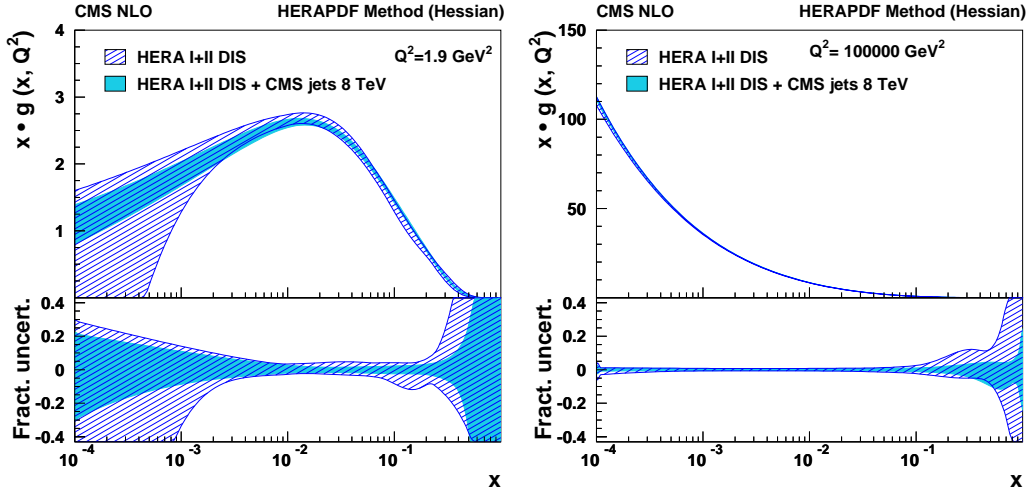 CMS NLO HERAPDF Method (Hessian)
x • g (x, Q²)
4
3
2
1
HERA I+II DIS
HERA I+II DIS + CMS jets 8 TeV
Q²=1.9 GeV²
Fract. uncert.
0.4
0.2
0
-0.2
-0.4
10⁻⁴ 10⁻³ 10⁻² 10⁻¹
x
CMS NLO HERAPDF Method (Hessian)
x • g (x, Q²)
150
100
50
Q²= 100000 GeV²
HERA I+II DIS
HERA I+II DIS + CMS jets 8 TeV
Fract. uncert.
0.4
0.2
0
-0.2
-0.4
10⁻⁴ 10⁻³ 10⁻² 10⁻¹
x